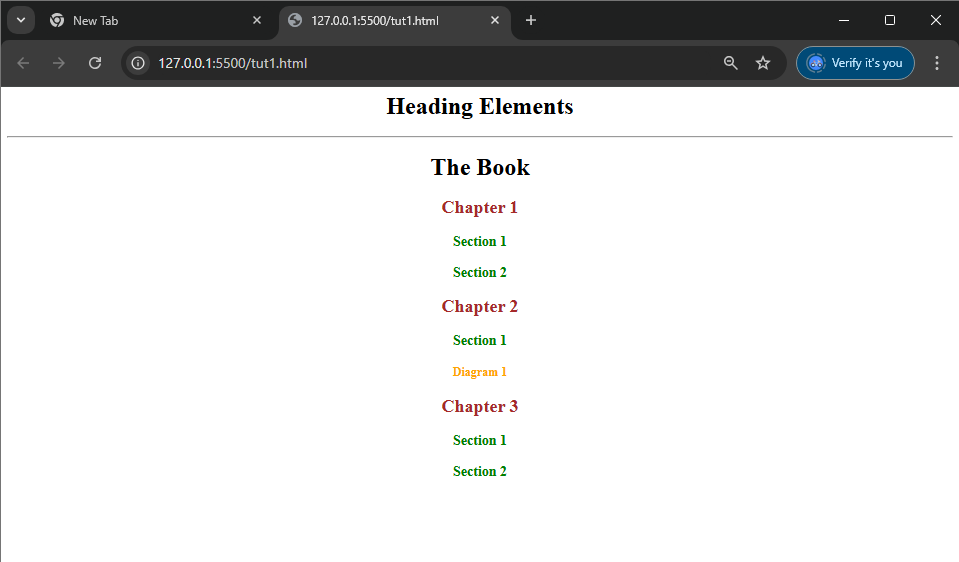 New Tab
127.0.0.1:5500/tut1.html
127.0.0.1:5500/tut1.html
Verify it's you
Heading Elements
The Book
Chapter 1
Section 1
Section 2
Chapter 2
Section 1
Diagram 1
Chapter 3
Section 1
Section 2